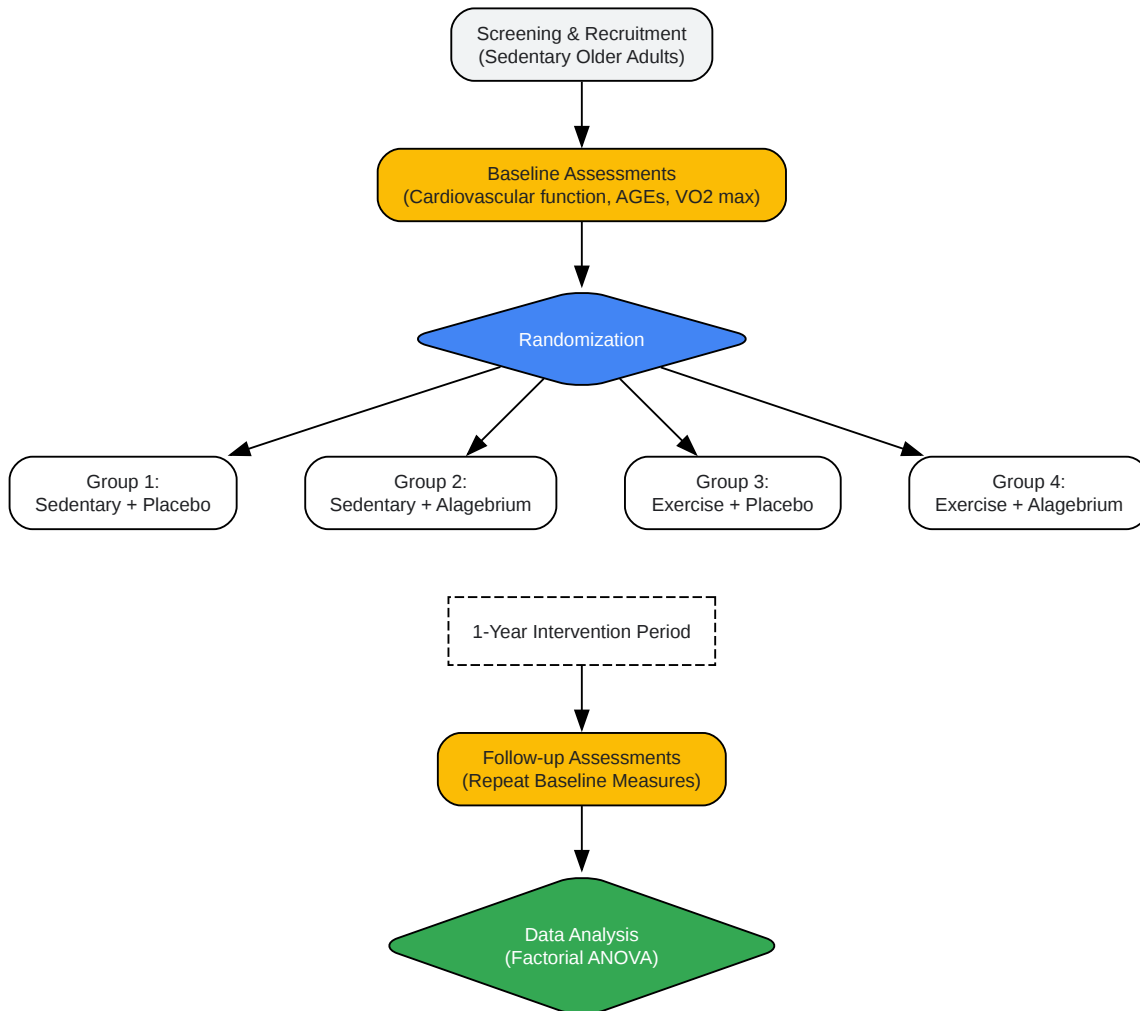 Screening & Recruitment
(Sedentary Older Adults)
Baseline Assessments
(Cardiovascular function, AGEs, VO2 max)
Randomization
Group 1:
Sedentary + Placebo
Group 2:
Sedentary + Alagebrium
Group 3:
Exercise + Placebo
Group 4:
Exercise + Alagebrium
1-Year Intervention Period
Follow-up Assessments
(Repeat Baseline Measures)
Data Analysis
(Factorial ANOVA)